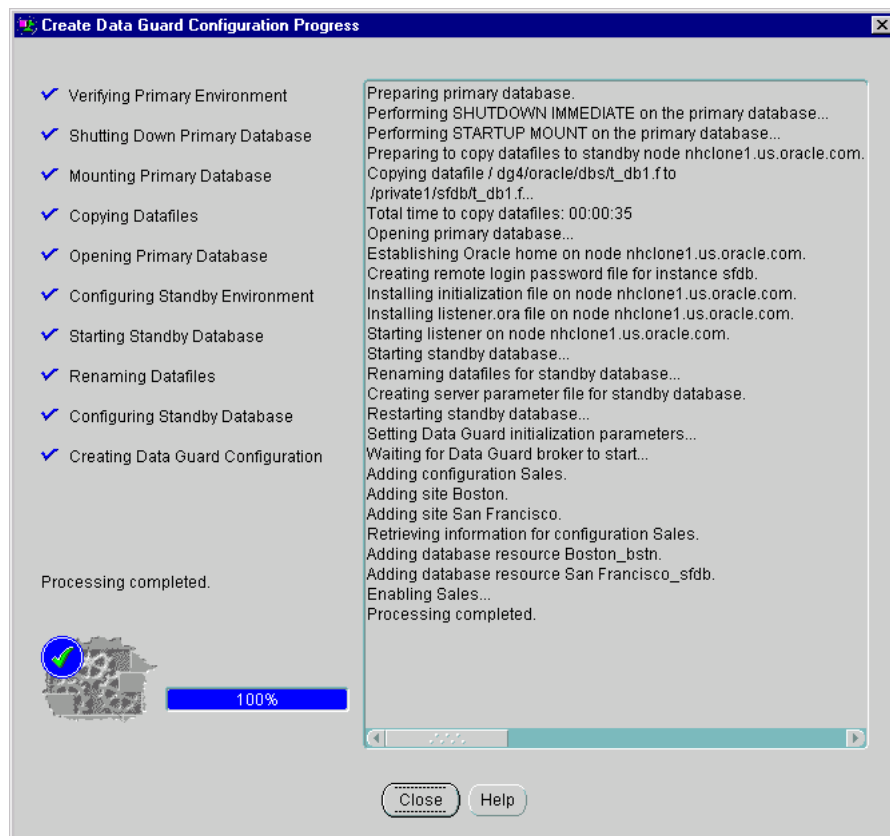 Create Data Guard Configuration Progress
Verifying Primary Environment
Shutting Down Primary Database
Mounting Primary Database
Copying Datafiles
Opening Primary Database
Configuring Standby Environment
Starting Standby Database
Renaming Datafiles
Configuring Standby Database
Creating Data Guard Configuration
Processing completed.
100%
Preparing primary database.
Performing SHUTDOWN IMMEDIATE on the primary database...
Performing STARTUP MOUNT on the primary database...
Preparing to copy datafiles to standby node nhclone1.us.oracle.com.
Copying datafile / dg4/oracle/dbs/t_db1.f to
/private1/sfdb/t_db1.f...
Total time to copy datafiles: 00:00:35
Opening primary database...
Establishing Oracle home on node nhclone1.us.oracle.com.
Creating remote login password file for instance sfdb.
Installing initialization file on node nhclone1.us.oracle.com.
Installing listener.ora file on node nhclone1.us.oracle.com.
Starting listener on node nhclone1.us.oracle.com.
Starting standby database...
Renaming datafiles for standby database...
Creating server parameter file for standby database.
Restarting standby database...
Setting Data Guard initialization parameters...
Waiting for Data Guard broker to start...
Adding configuration Sales.
Adding site Boston.
Adding site San Francisco.
Retrieving information for configuration Sales.
Adding database resource Boston_bstn.
Adding database resource San Francisco_sfdb.
Enabling Sales...
Processing completed.
Close
Help